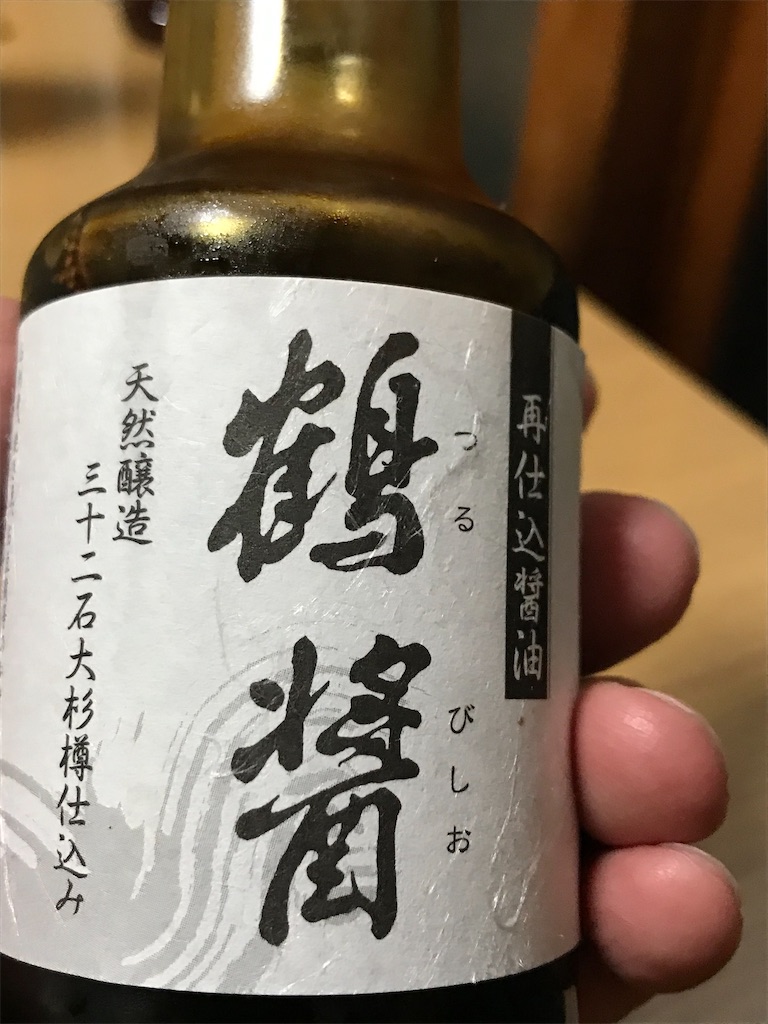 再仕込醤油
つるびしお
鶴醤
天然醸造
三十二石大杉樽仕込み